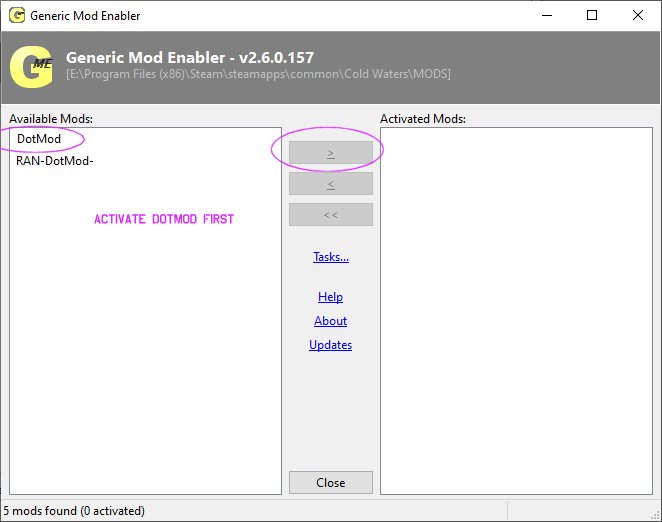 Generic Mod Enabler
GME
Generic Mod Enabler - v2.6.0.157
[E:\Program Files (x86)\Steam\steamapps\common\Cold Waters\MODS]
Available Mods:
Activated Mods:
DotMod
RAN-DotMod-
ACTIVATE DOTMOD FIRST
>
<
<<
Tasks...
Help
About
Updates
Close
5 mods found (0 activated)